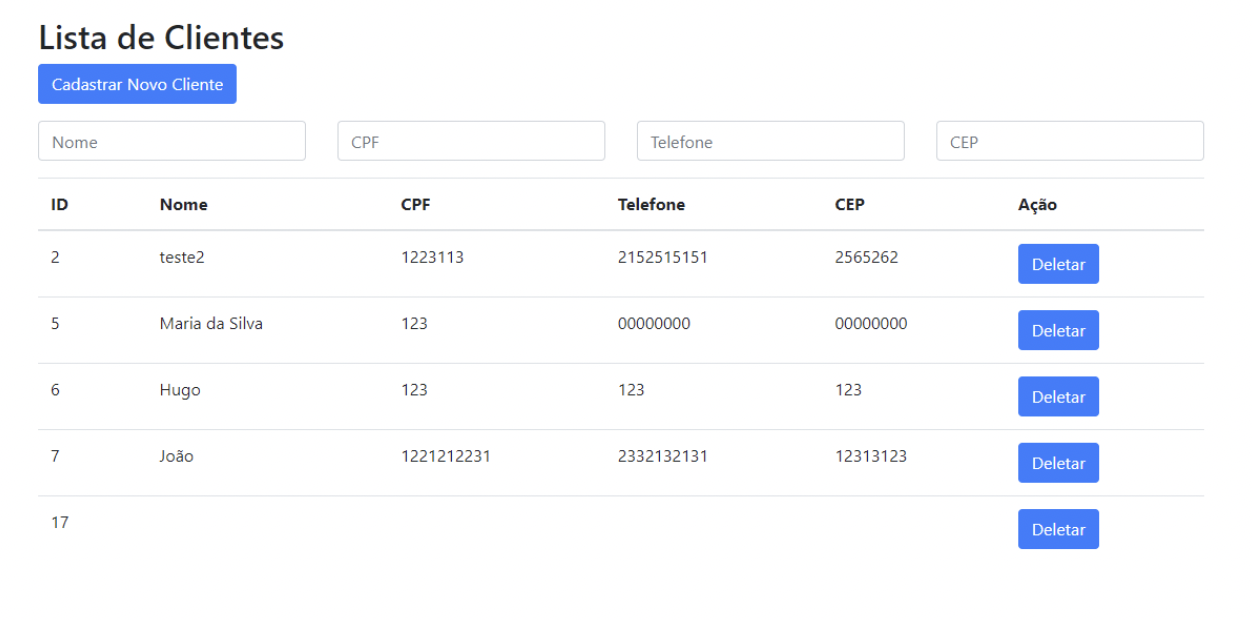 Lista de Clientes
Cadastrar Novo Cliente
Nome CPF Telefone CEP
ID Nome CPF Telefone CEP Ação
2 teste2 1223113 2152515151 2565262 Deletar
5 Maria da Silva 123 00000000 00000000 Deletar
6 Hugo 123 123 123 Deletar
7 João 1221212231 2332132131 12313123 Deletar
17 Deletar